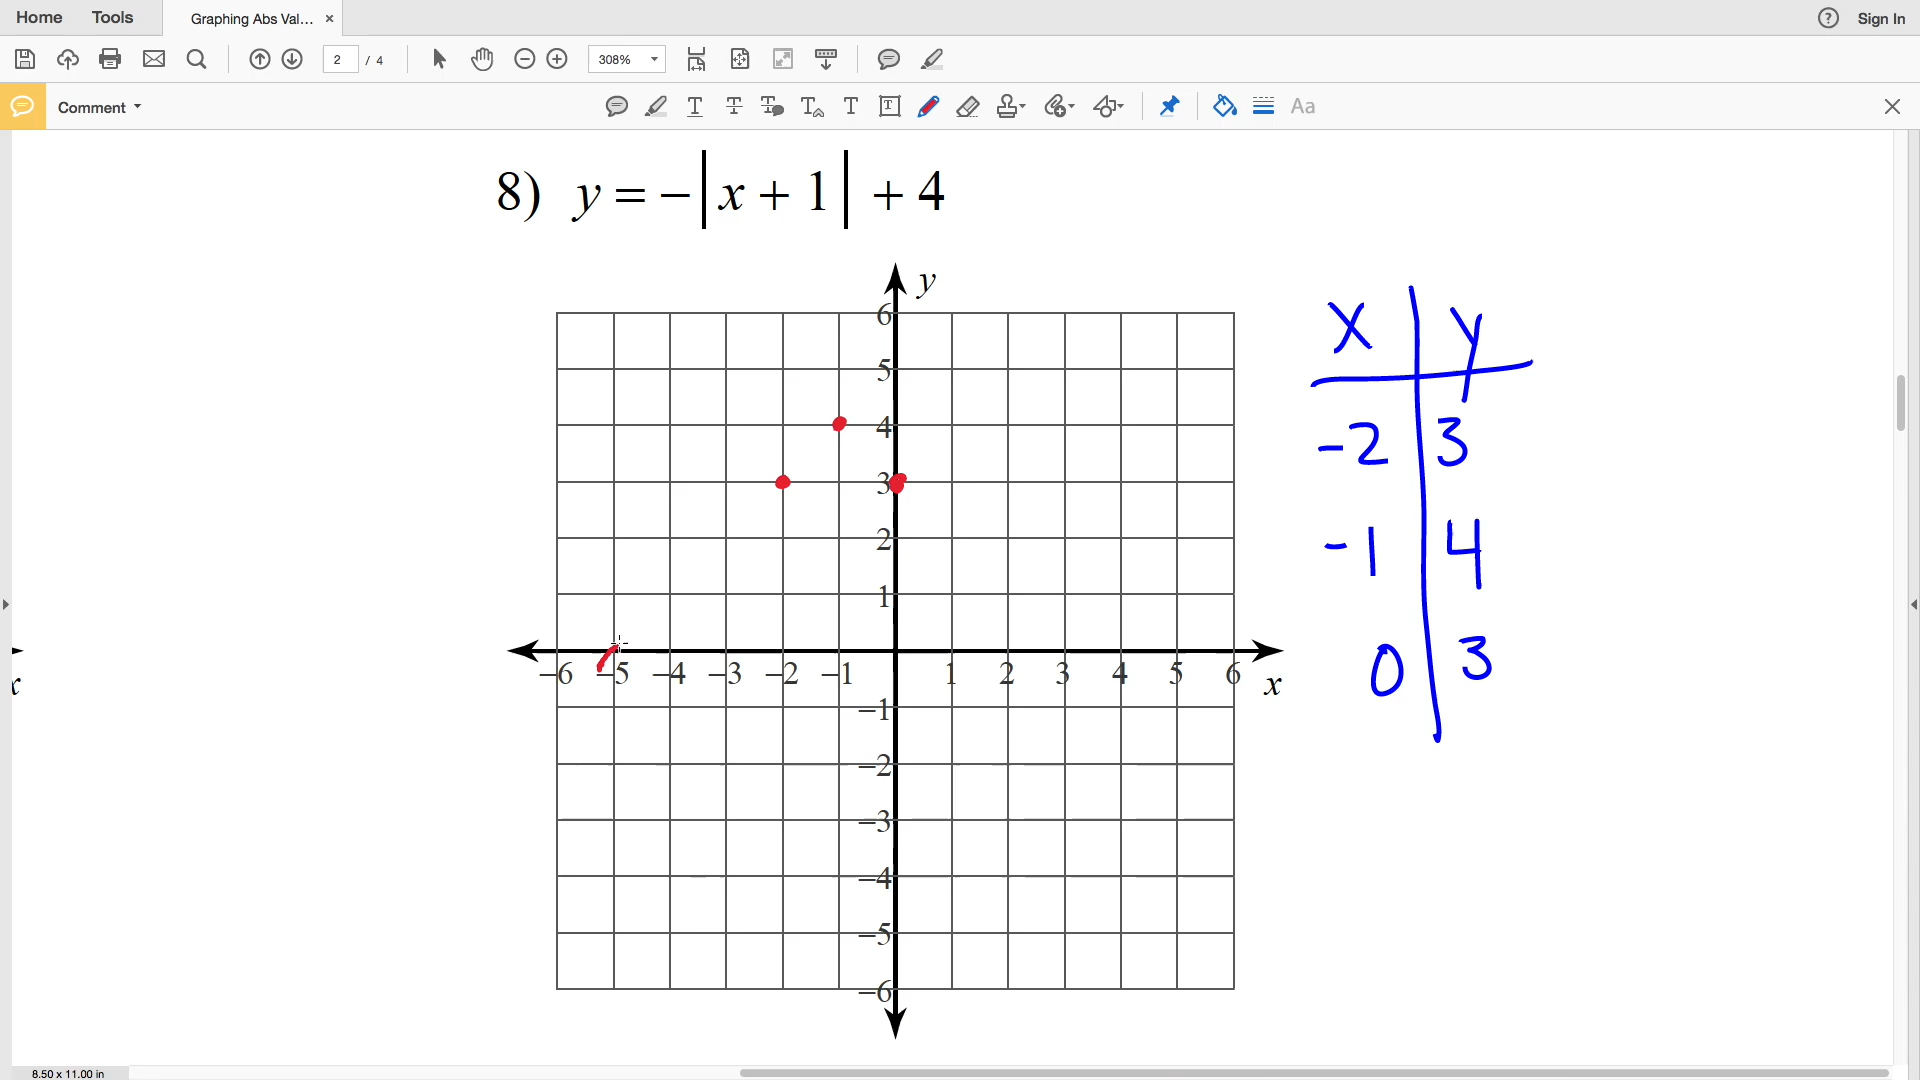 Home Tools Graphing Abs Val... × ? Sign In
2 / 4 308%
Comment Aa
8) y = −|x + 1| + 4
y
6
5
4
3
2
1
−6 −5 −4 −3 −2 −1 1 2 3 4 5 6 x
−1
−2
−3
−4
−5
−6
x y
-2 3
-1 4
0 3
x
8.50 x 11.00 in